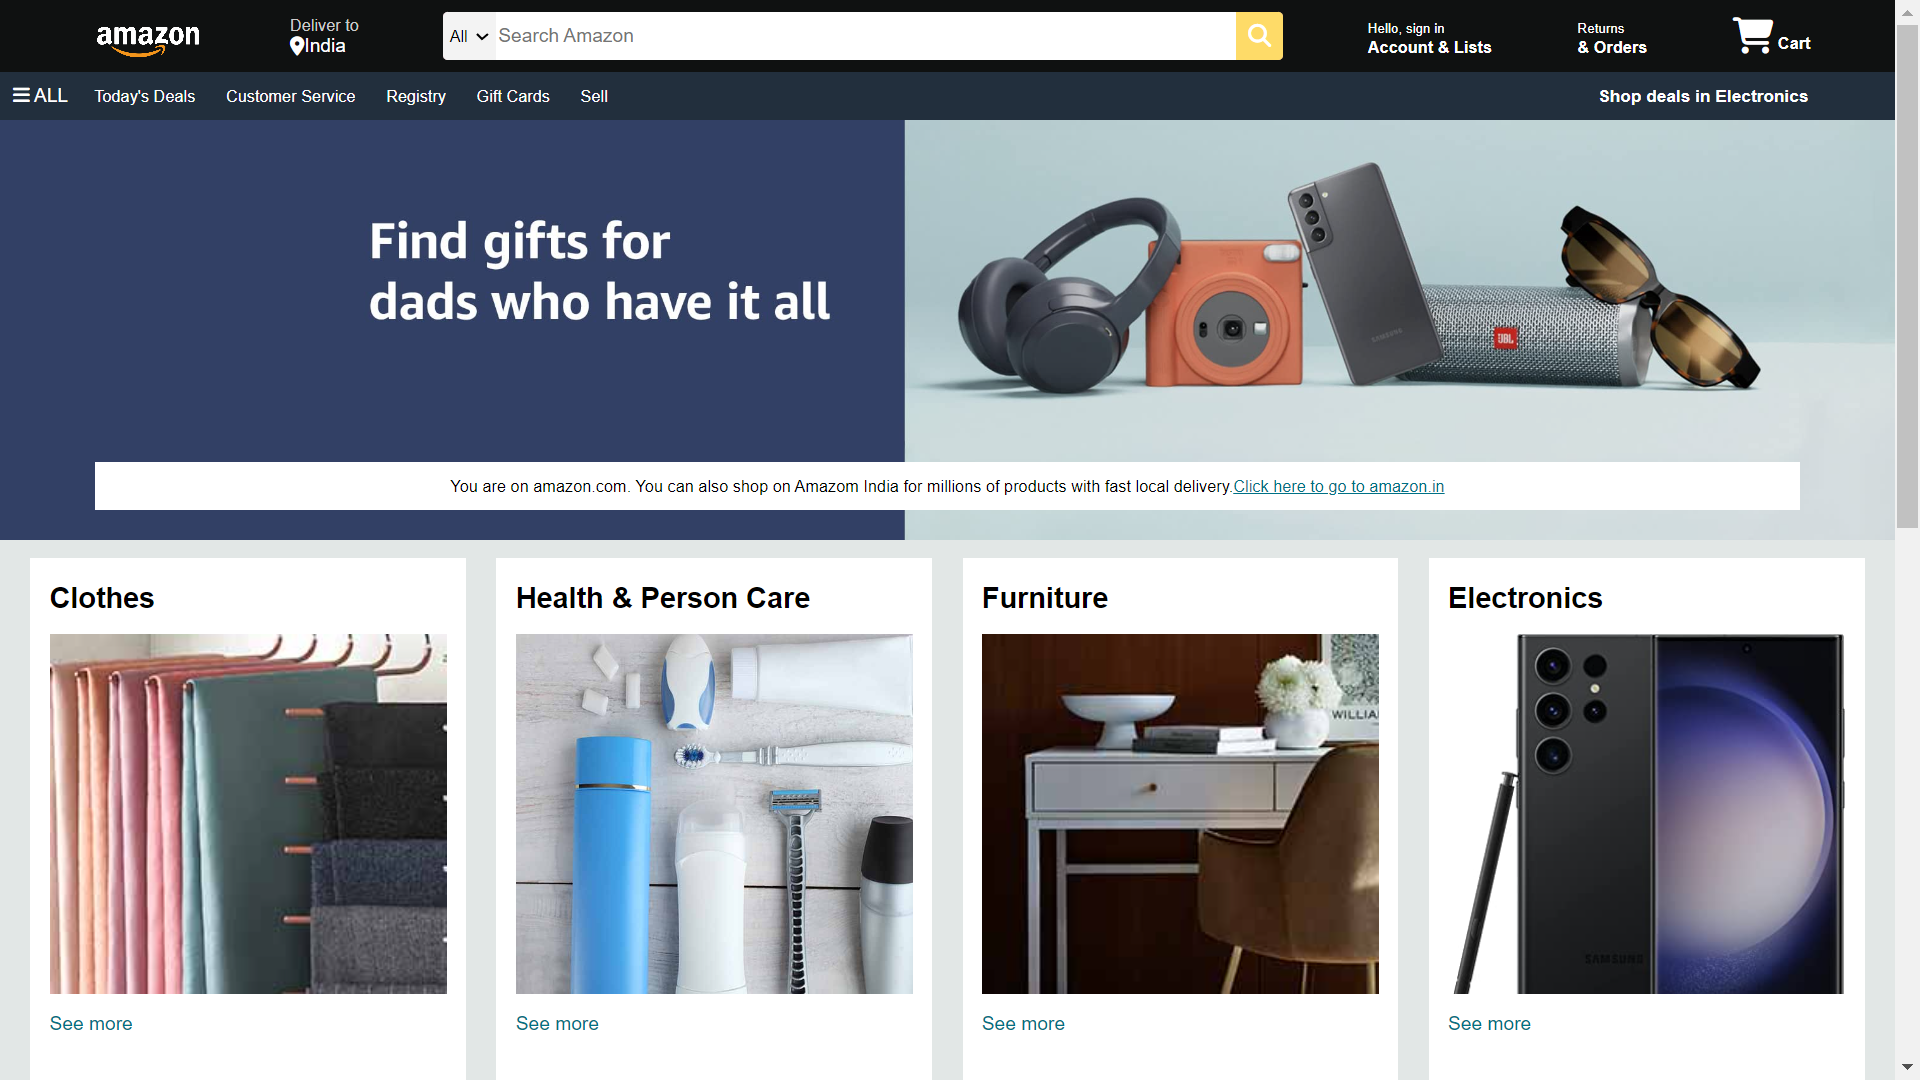 amazon
Deliver to
India
All
Search Amazon
Hello, sign in
Account & Lists
Returns
& Orders
Cart
ALL
Today's Deals
Customer Service
Registry
Gift Cards
Sell
Shop deals in Electronics
Find gifts for
dads who have it all
SAMSUNG
JBL
You are on amazon.com. You can also shop on Amazom India for millions of products with fast local delivery.Click here to go to amazon.in
Clothes
Health & Person Care
Furniture
Electronics
WILLIA
SAMSUNG
See more
See more
See more
See more